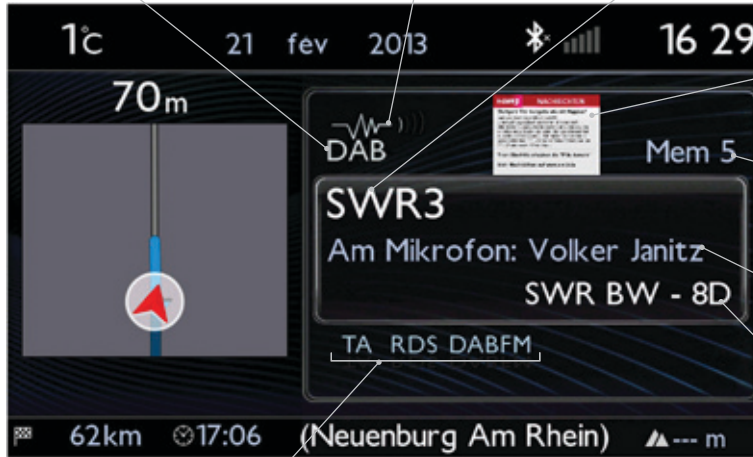 1°c 21 fev 2013 16 29
70m
DAB
NACHRICHTEN
Mem 5
SWR3
Am Mikrofon: Volker Janitz
SWR BW - 8D
TA RDS DABFM
62km 17:06 (Neuenburg Am Rhein) --- m